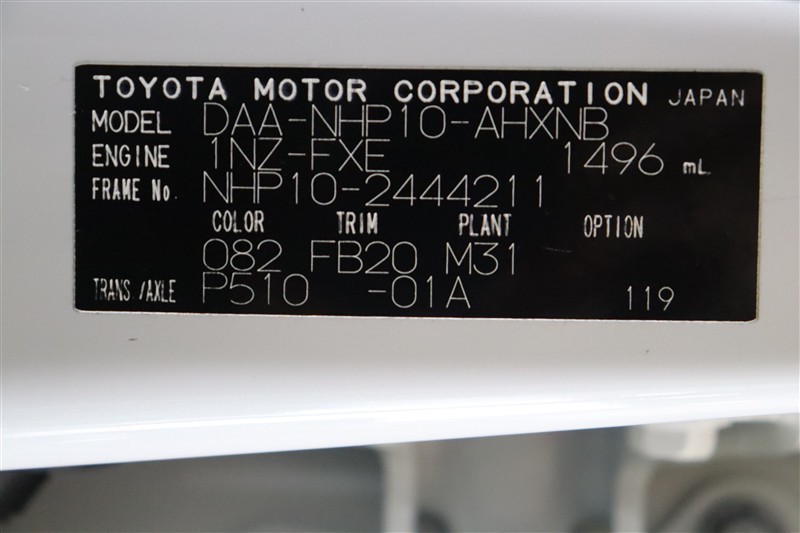 TOYOTA MOTOR CORPORATION JAPAN
MODEL DAA-NHP10-AHXNB
ENGINE 1NZ-FXE 1496 mL
FRAME No. NHP10-2444211
COLOR TRIM PLANT OPTION
082 FB20 M31
TRANS./AXLE P510 -01A 119